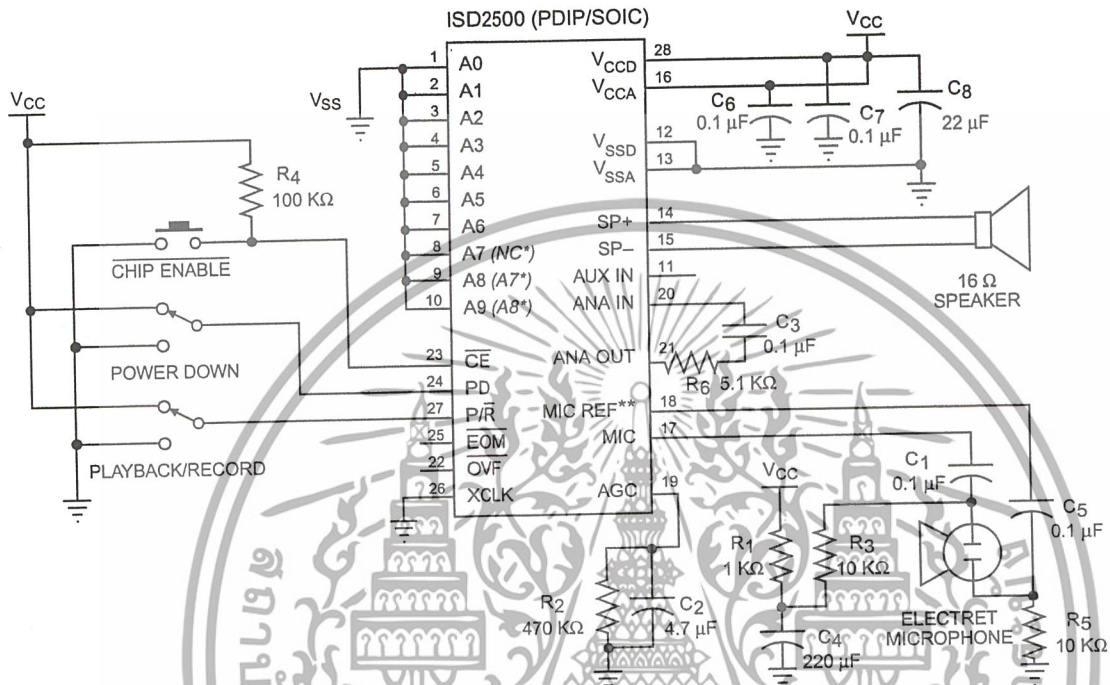 ISD2500 (PDIP/SOIC)
VCC
VSS
R4
100 KΩ
CHIP ENABLE
POWER DOWN
PLAYBACK/RECORD
1 A0
2 A1
3 A2
4 A3
5 A4
6 A5
7 A6
8 A7 (NC*)
9 A8 (A7*)
10 A9 (A8*)
23 CE
24 PD
27 P/R
25 EOM
22 OVF
26 XCLK
VCCD 28
VCCA 16
VSSD 12
VSSA 13
SP+ 14
SP– 15
AUX IN 11
ANA IN 20
ANA OUT 21
MIC REF** 18
MIC 17
AGC 19
VCC
C6
0.1 µF
C7
0.1 µF
C8
22 µF
16 Ω
SPEAKER
C3
0.1 µF
R6 5.1 KΩ
VCC
C1
0.1 µF
C5
0.1 µF
R1
1 KΩ
R3
10 KΩ
R2
470 KΩ
C2
4.7 µF
C4
220 µF
ELECTRET
MICROPHONE
R5
10 KΩ